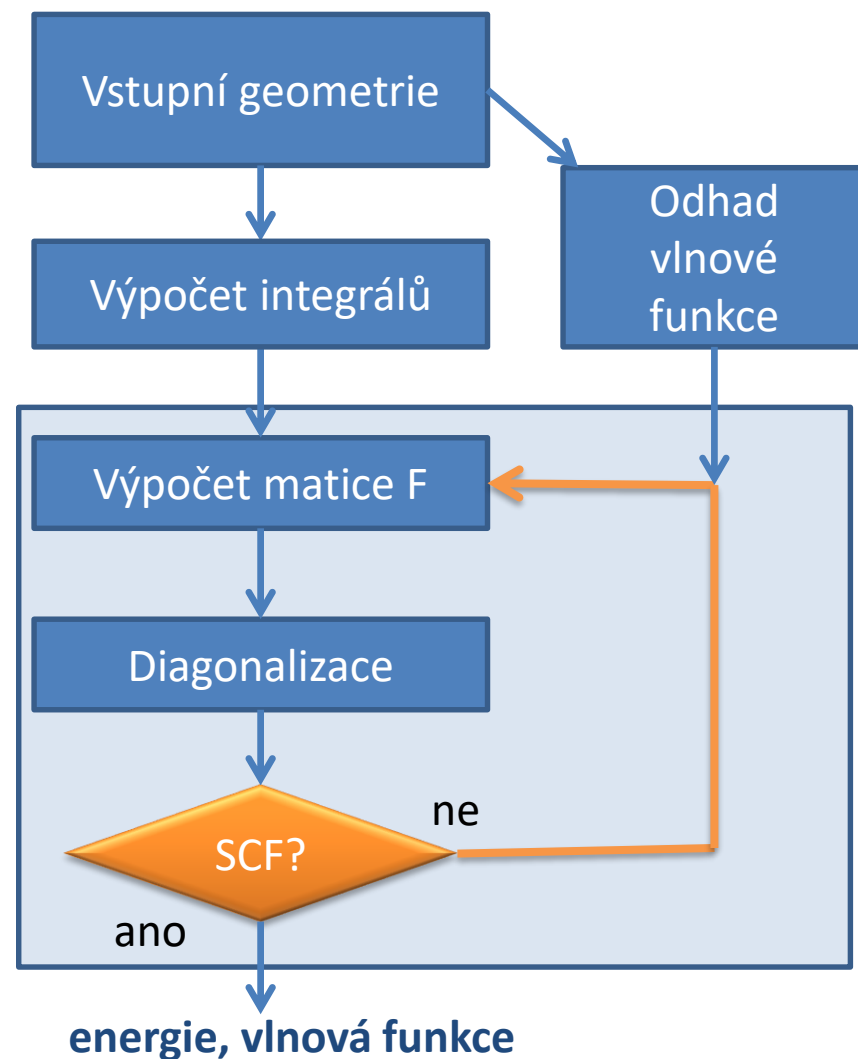 Vstupní geometrie
Odhad
vlnové
funkce
Výpočet integrálů
Výpočet matice F
Diagonalizace
ne
SCF?
ano
energie, vlnová funkce